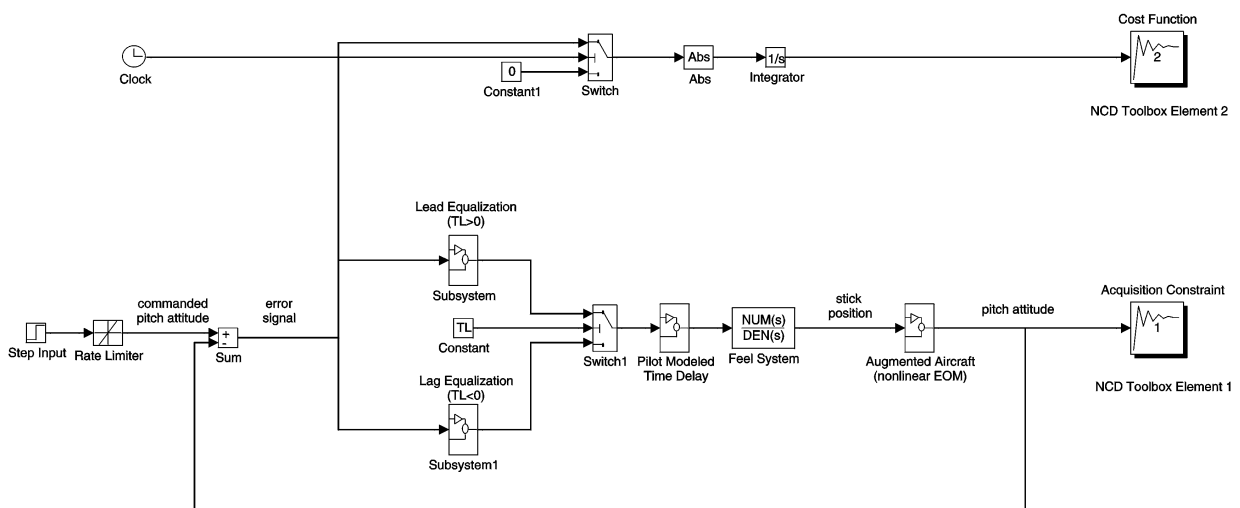 Cost Function
2
Clock
0
Constant1
Switch
Abs
Abs
1/s
Integrator
NCD Toolbox Element 2
Lead Equalization
(TL>0)
Subsystem
commanded
pitch attitude
error
signal
Step Input
Rate Limiter
+
-
Sum
TL
Constant
Switch1
Pilot Modeled
Time Delay
NUM(s)
DEN(s)
Feel System
stick
position
Augmented Aircraft
(nonlinear EOM)
pitch attitude
Acquisition Constraint
1
NCD Toolbox Element 1
Lag Equalization
(TL<0)
Subsystem1